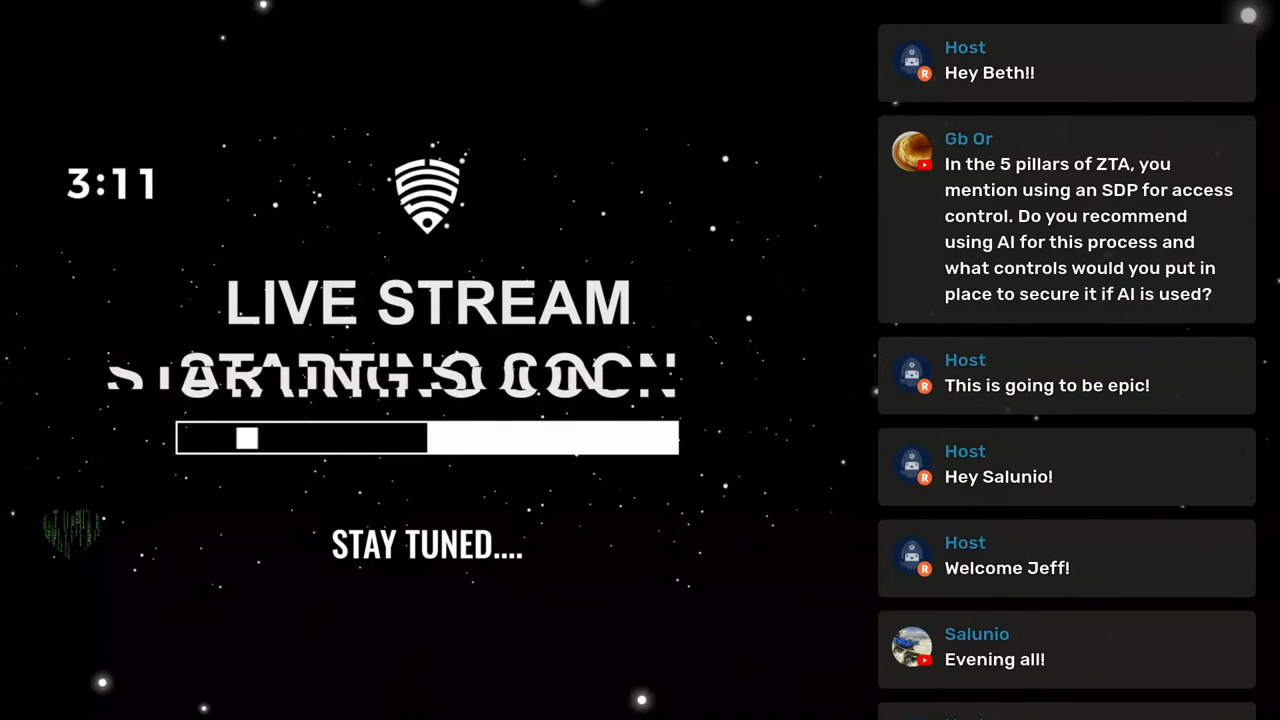 3:11
LIVE STREAM
STAY TUNED....
Host
Hey Beth!!
Gb Or
In the 5 pillars of ZTA, you
mention using an SDP for access
control. Do you recommend
using AI for this process and
what controls would you put in
place to secure it if AI is used?
Host
This is going to be epic!
Host
Hey Salunio!
Host
Welcome Jeff!
Salunio
Evening all!